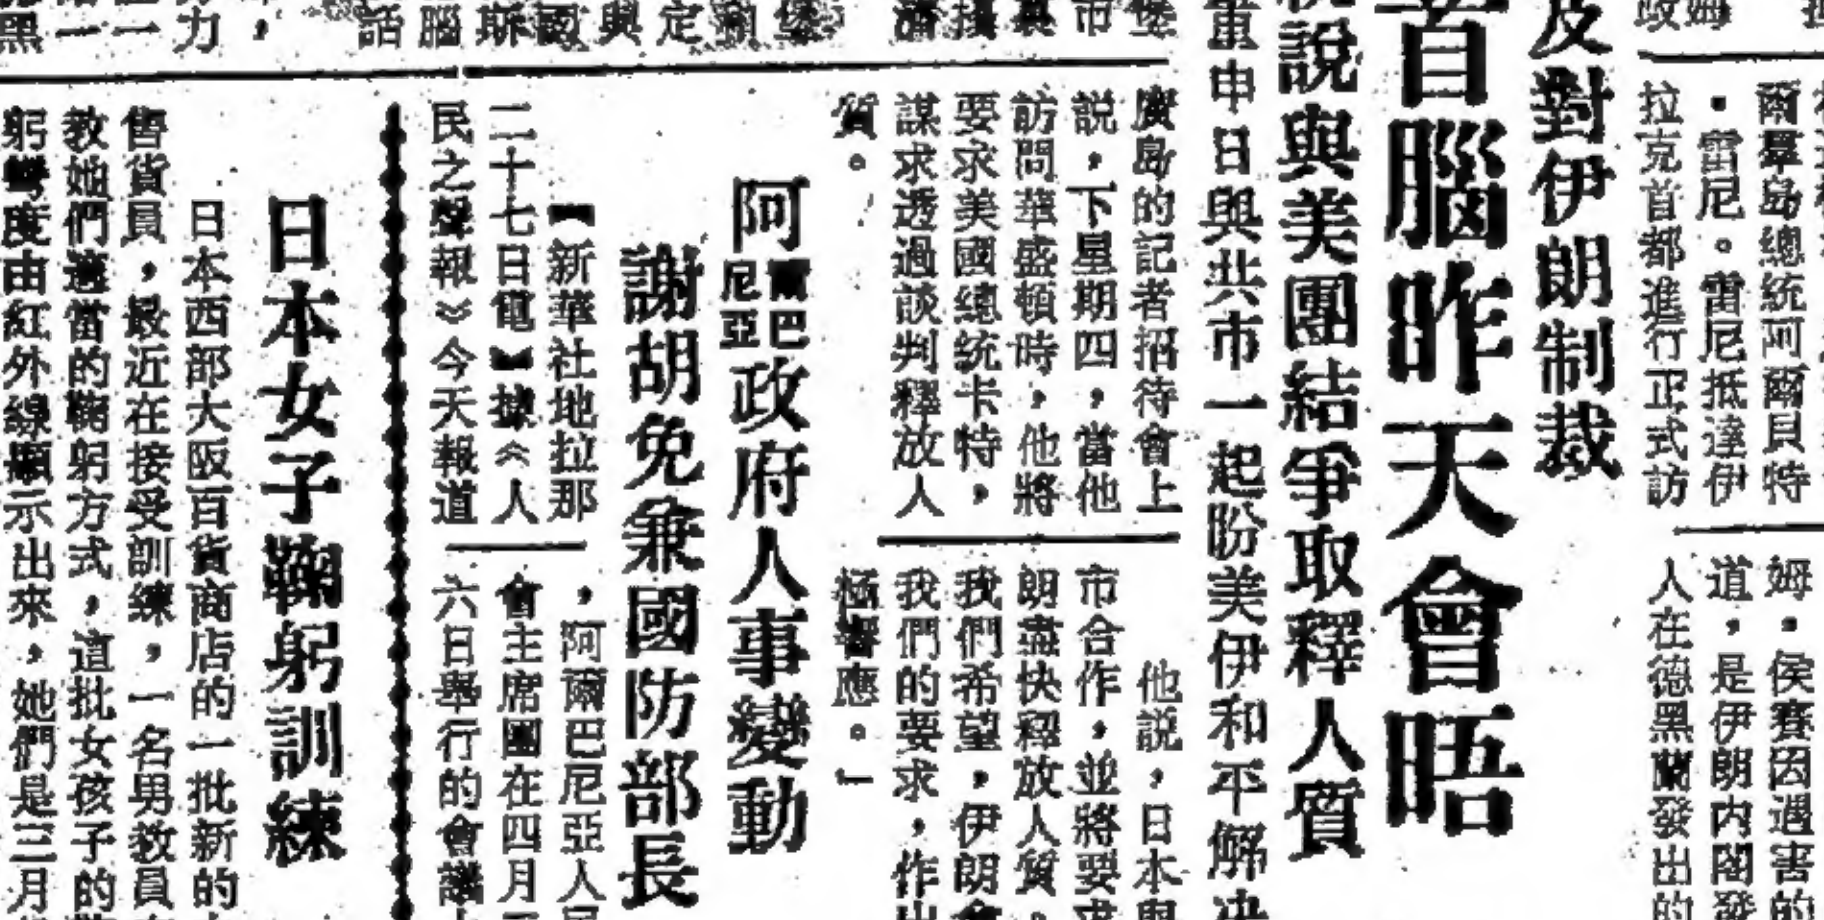 爾羣島總統阿爾貝特
・雷尼。雷尼抵達伊
拉克首都進行正式訪
姆・侯賽因遇害的
道，是伊朗內閣發
人在德黑蘭發出的
及對伊朗制裁
首腦昨天會晤
說與美團結爭取釋人質
重申日與共市一起盼美伊和平解决
廣島的記者招待會上
説，下星期四，當他
訪問華盛頓時，他將
要求美國總統卡特，
謀求透過談判釋放人
質。
他説，日本與
市合作，並將要求
朗盡快釋放人質。
我們希望，伊朗會
我們的要求，作出
極響應。」
阿爾巴尼亞政府人事變動
謝胡免兼國防部長
【新華社地拉那
二十七日電】據《人
民之聲報》今天報道
，阿爾巴尼亞人民
會主席團在四月
六日舉行的會議
日本女子鞠躬訓練
日本西部大阪百貨商店的一批新的
售貨員，最近在接受訓練，一名男教員
教她們適當的鞠躬方式，這批女孩子的
躬彎度由紅外線顯示出來，她們是三月